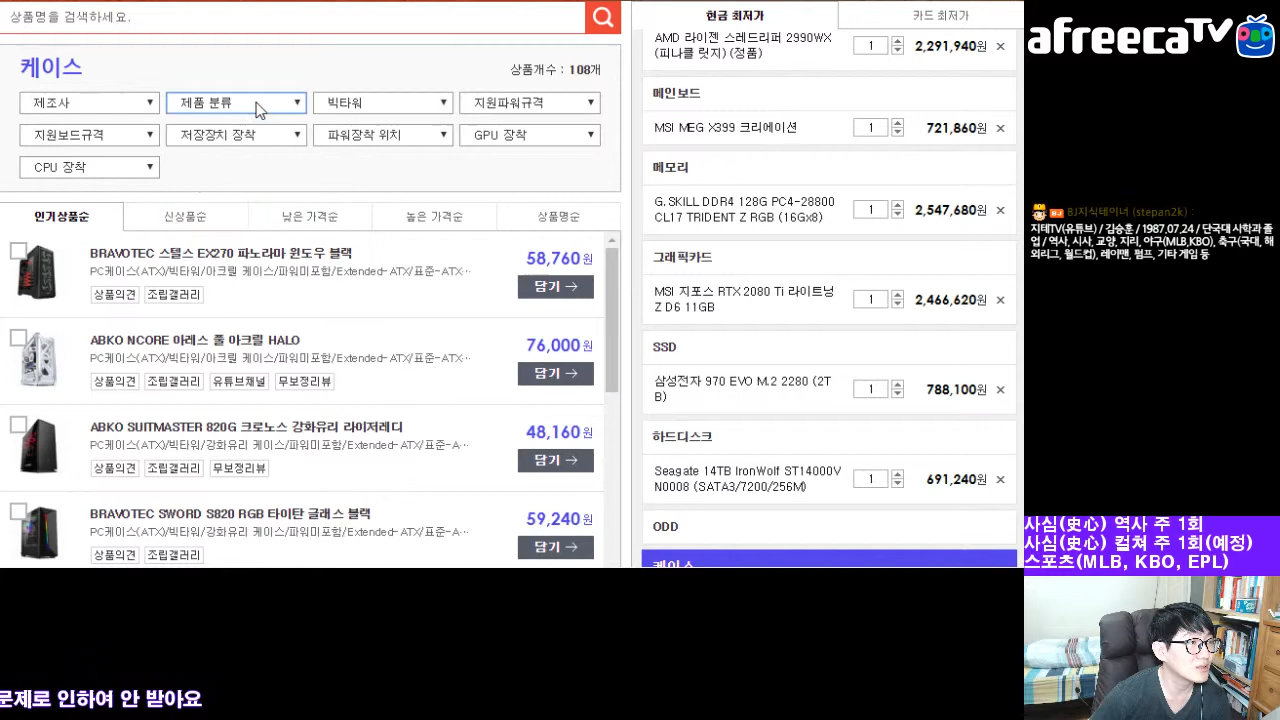 상품명을 검색하세요.
케이스
상품개수 : 108개
제조사
제품 분류
빅타워
지원파워규격
지원보드규격
저장장치 장착
파워장착 위치
GPU 장착
CPU 장착
인기상품순
신상품순
낮은 가격순
높은 가격순
상품명순
BRAVOTEC 스텔스 EX270 파노라마 윈도우 블랙
PC케이스(ATX)/빅타워/아크릴 케이스/파워미포함/Extended-ATX/표준-ATX···
상품의견
조립갤러리
58,760원
담기 →
ABKO NCORE 아레스 풀 아크릴 HALO
PC케이스(ATX)/빅타워/아크릴 케이스/파워미포함/Extended-ATX/표준-ATX···
상품의견
조립갤러리
유튜브채널
무보정리뷰
76,000원
담기 →
ABKO SUITMASTER 820G 크로노스 강화유리 라이저레디
PC케이스(ATX)/빅타워/강화유리 케이스/파워미포함/Extended-ATX/표준-A···
상품의견
조립갤러리
무보정리뷰
48,160원
담기 →
BRAVOTEC SWORD S820 RGB 타이탄 글래스 블랙
PC케이스(ATX)/빅타워/강화유리 케이스/파워미포함/Extended-ATX/표준-A···
상품의견
조립갤러리
59,240원
담기 →
현금 최저가
카드 최저가
AMD 라이젠 스레드리퍼 2990WX
(피나클 릿지) (정품)
1
2,291,940원 ×
메인보드
MSI MEG X399 크리에이션
1
721,860원 ×
메모리
G.SKILL DDR4 128G PC4-28800
CL17 TRIDENT Z RGB (16Gx8)
1
2,547,680원 ×
그래픽카드
MSI 지포스 RTX 2080 Ti 라이트닝
Z D6 11GB
1
2,466,620원 ×
SSD
삼성전자 970 EVO M.2 2280 (2T
B)
1
788,100원 ×
하드디스크
Seagate 14TB IronWolf ST14000V
N0008 (SATA3/7200/256M)
1
691,240원 ×
ODD
케이스
afreecaTV
BJ BJ지식테이너 (stepan2k) :
지테TV(유튜브) / 김승훈 / 1987.07.24 / 단국대 사학과 졸
업 / 역사, 시사, 교양, 지리, 야구(MLB,KBO), 축구(국대, 해
외리그, 월드컵), 레이맨, 펌프, 기타 게임 등
사심(史心) 역사 주 1회
사심(史心) 컬쳐 주 1회(예정)
스포츠(MLB, KBO, EPL)
문제로 인하여 안 받아요